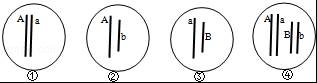 A a A b a B A a B b
① ② ③ ④